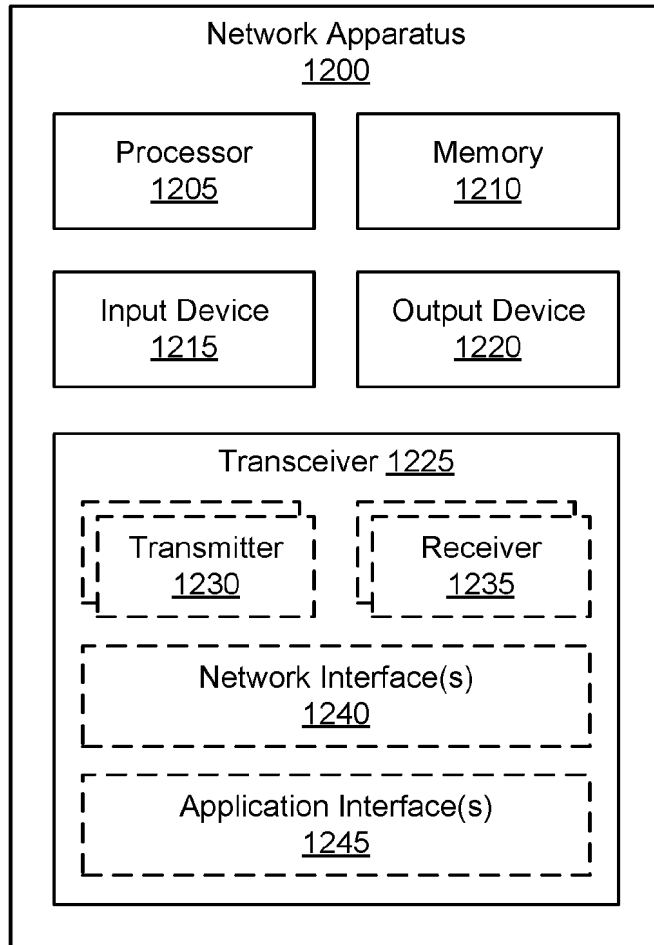 Network Apparatus
1200
Processor
1205
Memory
1210
Input Device
1215
Output Device
1220
Transceiver 1225
Transmitter
1230
Receiver
1235
Network Interface(s)
1240
Application Interface(s)
1245